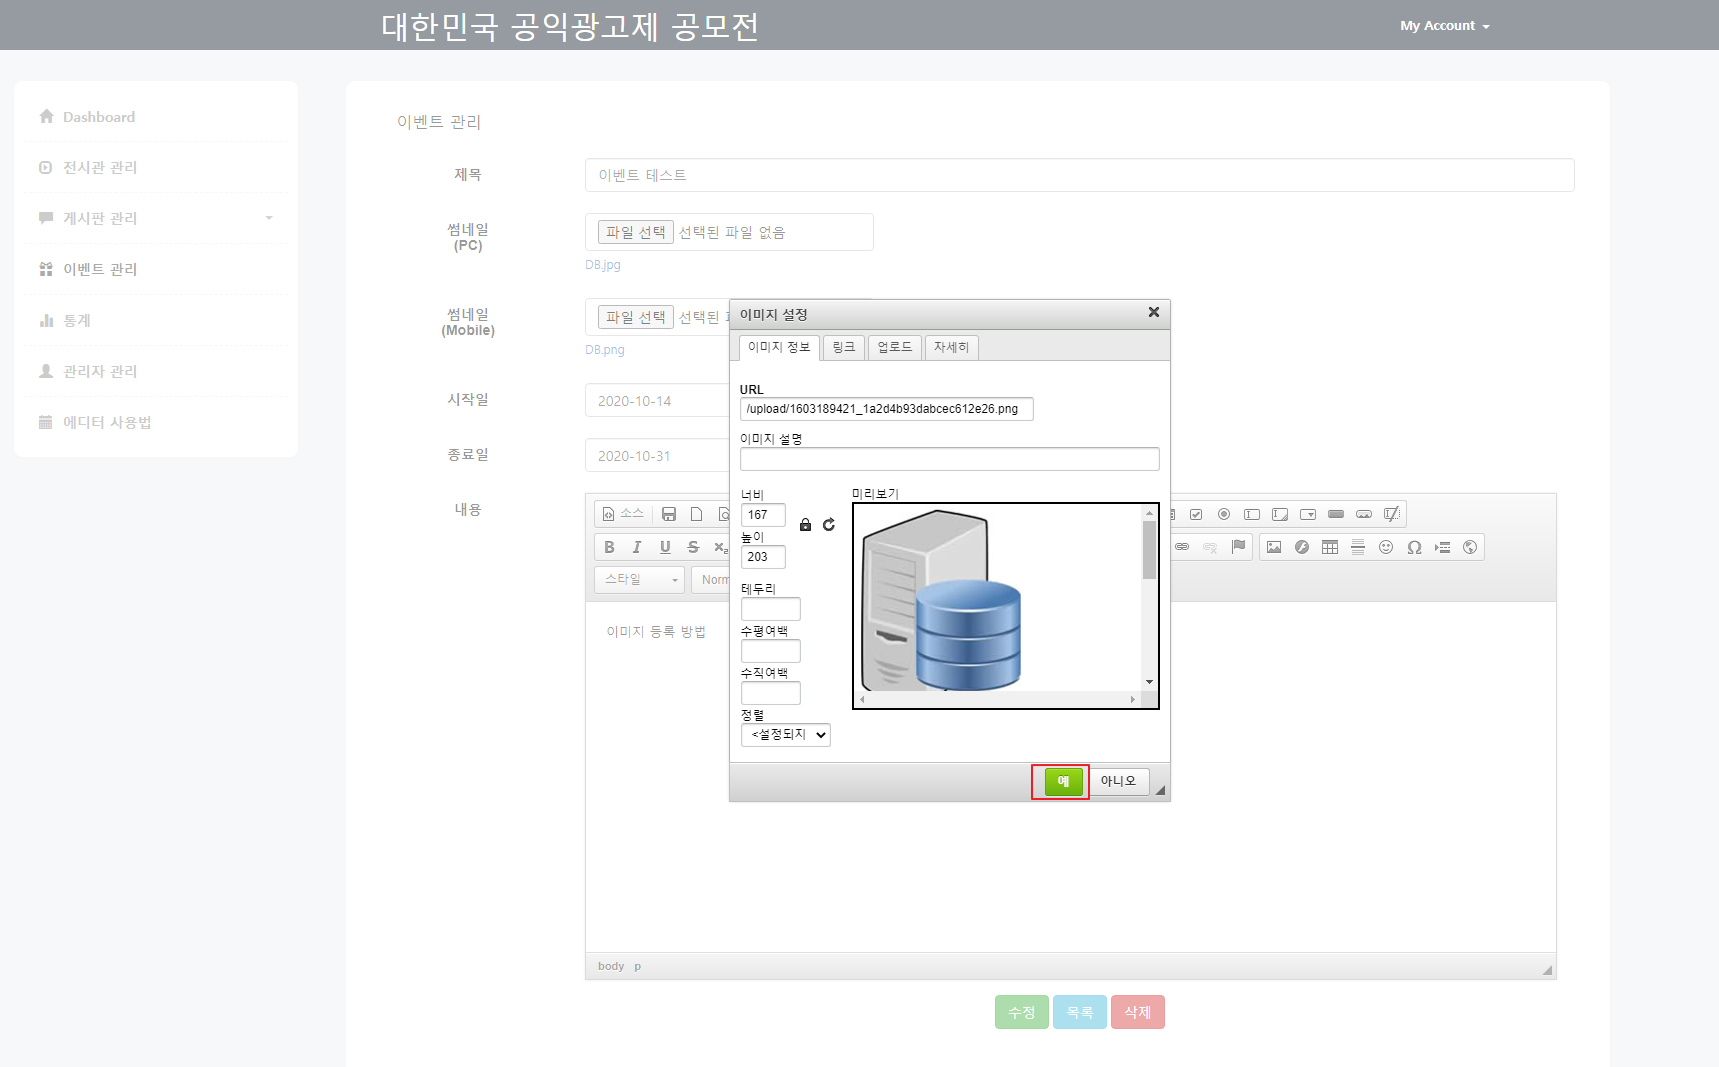 대한민국 공익광고제 공모전
My Account
Dashboard
전시관 관리
게시판 관리
이벤트 관리
통계
관리자 관리
에디터 사용법
이벤트 관리
제목
이벤트 테스트
썸네일
(PC)
파일 선택 선택된 파일 없음
DB.jpg
썸네일
(Mobile)
파일 선택 선택된
DB.png
시작일
2020-10-14
종료일
2020-10-31
내용
소스
스타일
Norm
이미지 등록 방법
body p
수정 목록 삭제
이미지 설정
이미지 정보 링크 업로드 자세히
URL
/upload/1603189421_1a2d4b93dabcec612e26.png
이미지 설명
너비
167
높이
203
테두리
수평여백
수직여백
정렬
<설정되지
미리보기
예 아니오